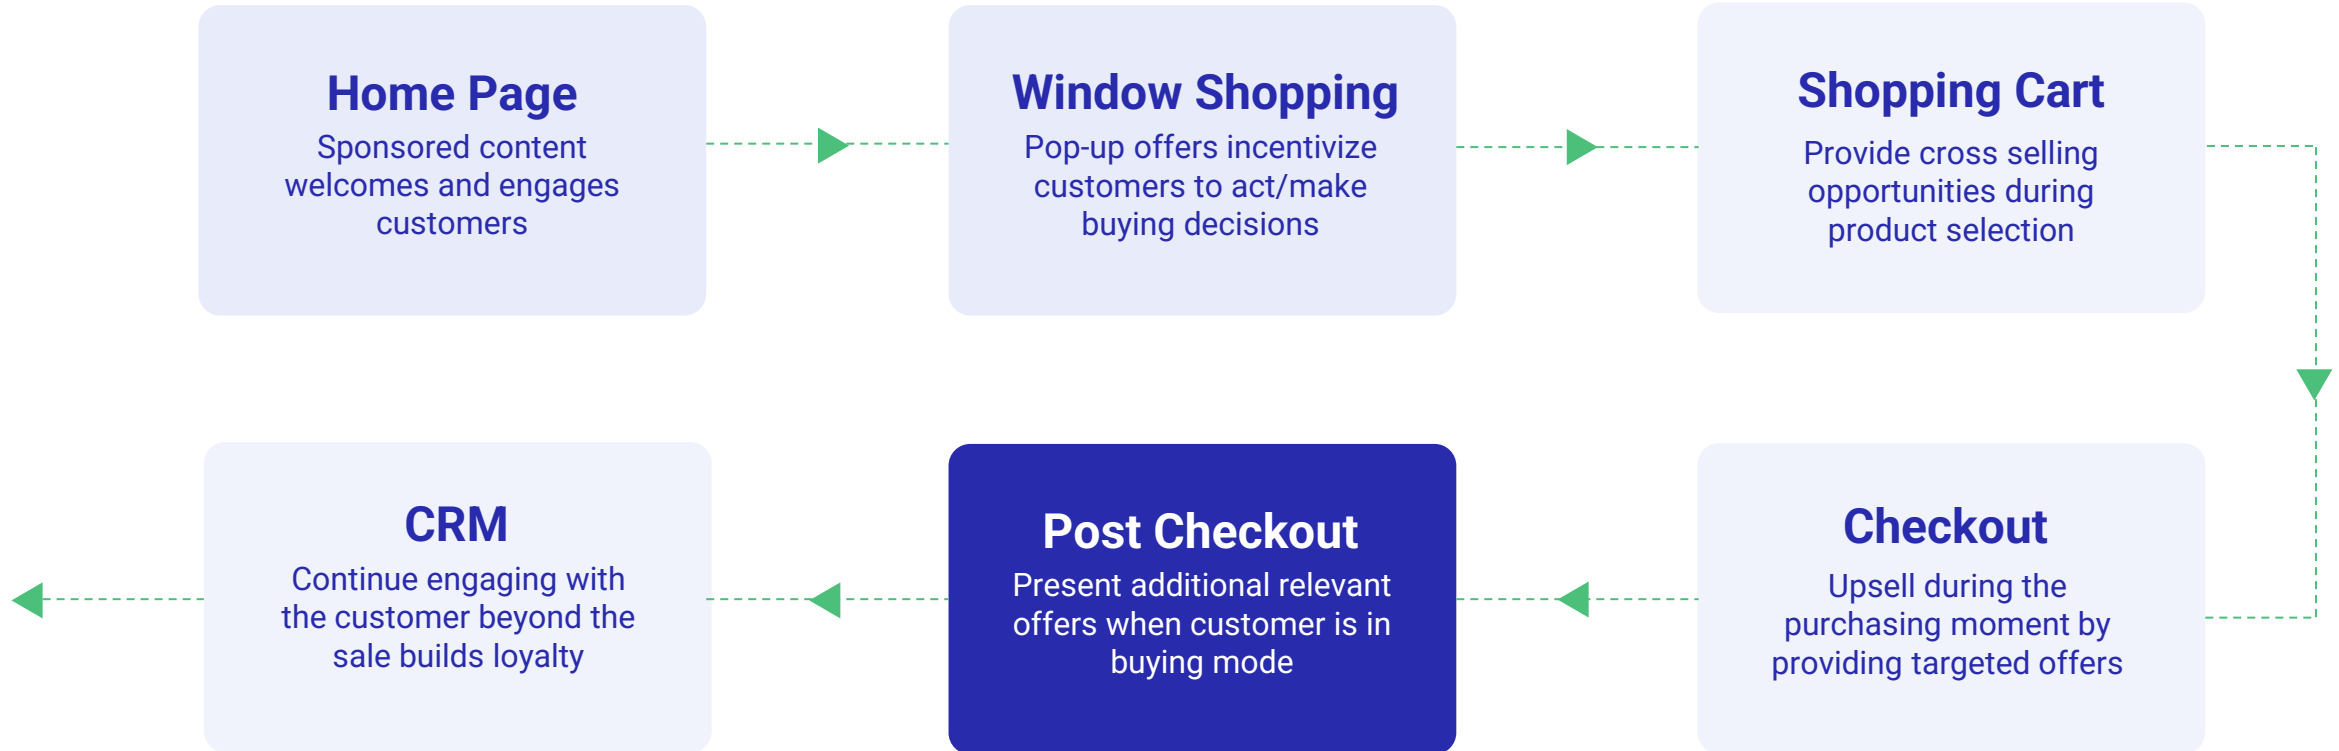 Home Page
Sponsored content
welcomes and engages
customers
Window Shopping
Pop-up offers incentivize
customers to act/make
buying decisions
Shopping Cart
Provide cross selling
opportunities during
product selection
Checkout
Upsell during the
purchasing moment by
providing targeted offers
Post Checkout
Present additional relevant
offers when customer is in
buying mode
CRM
Continue engaging with
the customer beyond the
sale builds loyalty